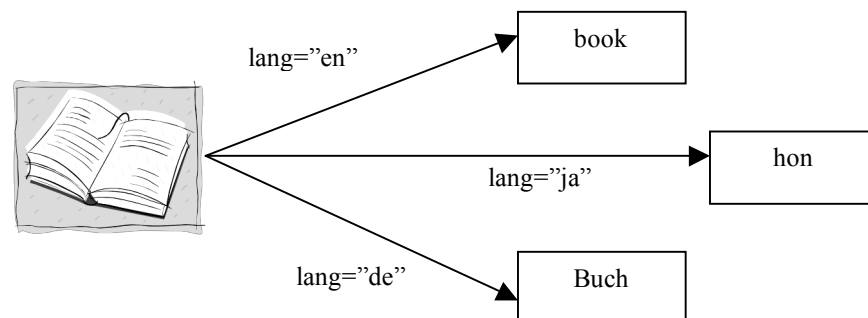 book
lang=”en”
hon
lang=”ja”
lang=”de”
Buch